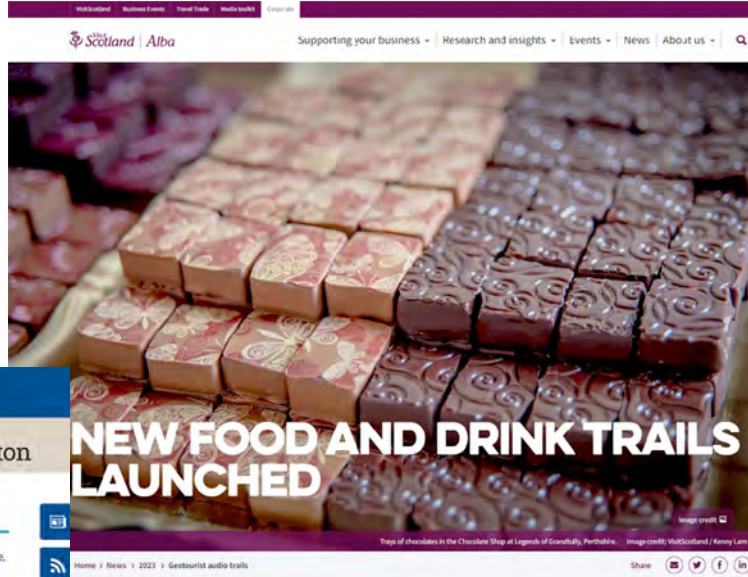 VisitScotland Business Events Travel Trade Media toolkit Corporate
Visit
Scotland | Alba
Supporting your business Research and insights Events News About us
NEW FOOD AND DRINK TRAILS
LAUNCHED
Image credit
Trays of chocolates in the Chocolate Shop at Legends of Grandtully, Perthshire. Image credit: VisitScotland / Kenny Lam
Home > News > 2023 > Geotourist audio trails
Share
ton